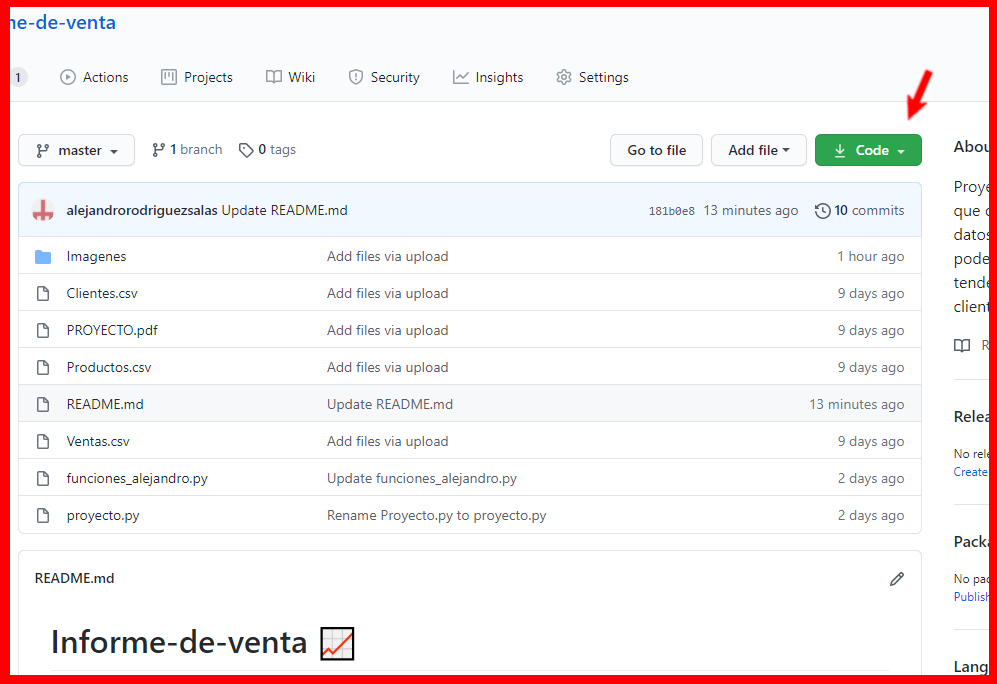 ne-de-venta
1 Actions Projects Wiki Security Insights Settings
master 1 branch 0 tags Go to file Add file Code
alejandrorodriguezsalas Update README.md 181b0e8 13 minutes ago 10 commits
Imagenes Add files via upload 1 hour ago
Clientes.csv Add files via upload 9 days ago
PROYECTO.pdf Add files via upload 9 days ago
Productos.csv Add files via upload 9 days ago
README.md Update README.md 13 minutes ago
Ventas.csv Add files via upload 9 days ago
funciones_alejandro.py Update funciones_alejandro.py 2 days ago
proyecto.py Rename Proyecto.py to proyecto.py 2 days ago
README.md
Informe-de-venta
Abou
Proye
que c
datos
pode
tende
client
R
Relea
No rele
Create
Packa
No pac
Publish
Lang